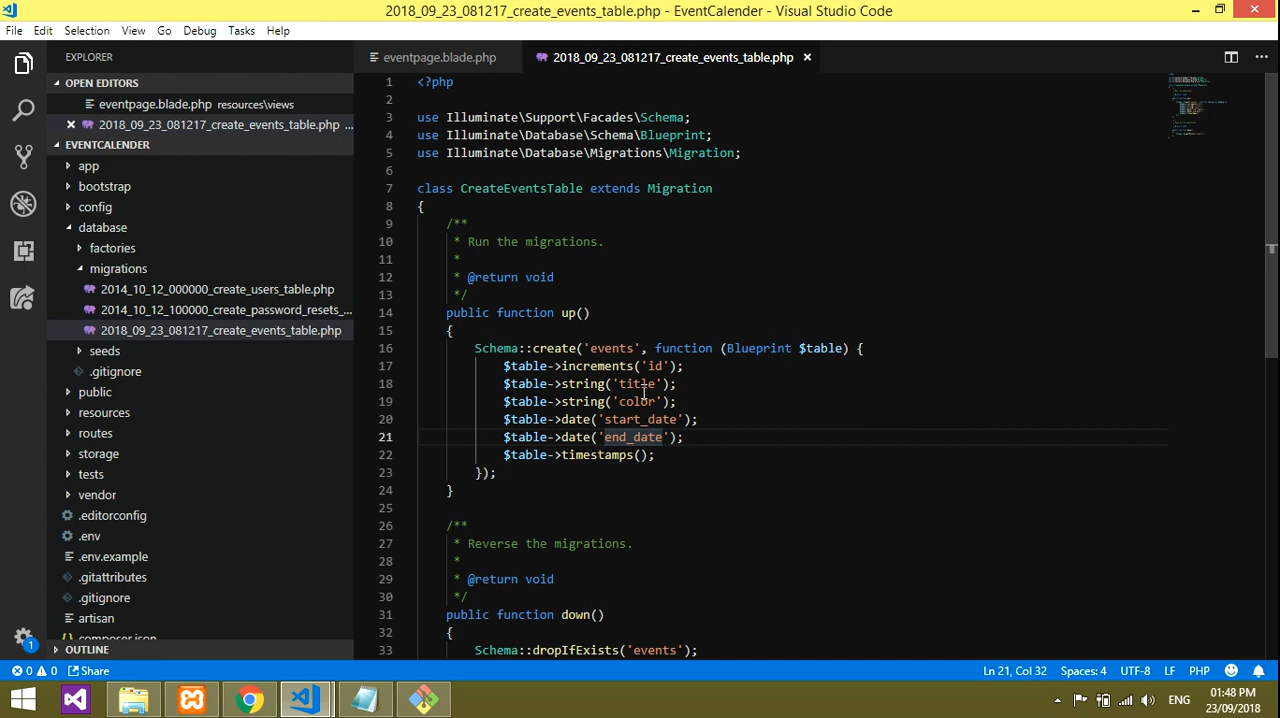 2018_09_23_081217_create_events_table.php - EventCalender - Visual Studio Code
File Edit Selection View Go Debug Tasks Help
EXPLORER
OPEN EDITORS
eventpage.blade.php resources\views
2018_09_23_081217_create_events_table.php ...
EVENTCALENDER
app
bootstrap
config
database
factories
migrations
2014_10_12_000000_create_users_table.php
2014_10_12_100000_create_password_resets_...
2018_09_23_081217_create_events_table.php
seeds
.gitignore
public
resources
routes
storage
tests
vendor
.editorconfig
.env
.env.example
.gitattributes
.gitignore
artisan
composer.json
OUTLINE
eventpage.blade.php
2018_09_23_081217_create_events_table.php
1 <?php
2
3 use Illuminate\Support\Facades\Schema;
4 use Illuminate\Database\Schema\Blueprint;
5 use Illuminate\Database\Migrations\Migration;
6
7 class CreateEventsTable extends Migration
8 {
9 /**
10 * Run the migrations.
11 *
12 * @return void
13 */
14 public function up()
15 {
16 Schema::create('events', function (Blueprint $table) {
17 $table->increments('id');
18 $table->string('title');
19 $table->string('color');
20 $table->date('start_date');
21 $table->date('end_date');
22 $table->timestamps();
23 });
24 }
25
26 /**
27 * Reverse the migrations.
28 *
29 * @return void
30 */
31 public function down()
32 {
33 Schema::dropIfExists('events');
0 0 Share
Ln 21, Col 32 Spaces: 4 UTF-8 LF PHP
1
ENG
01:48 PM
23/09/2018